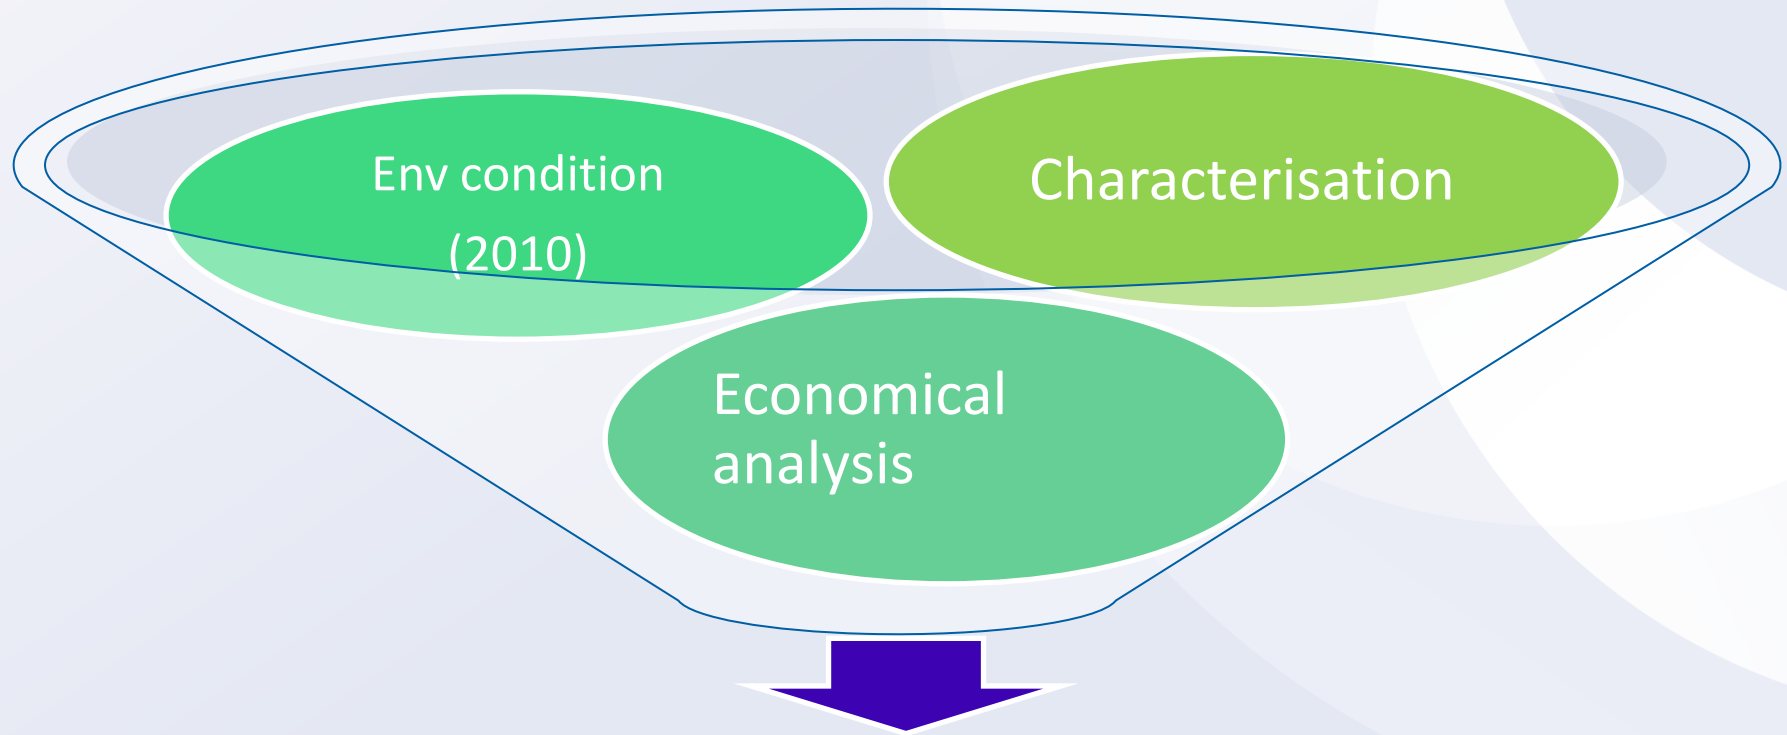 Env condition
(2010)
Characterisation
Economical
analysis